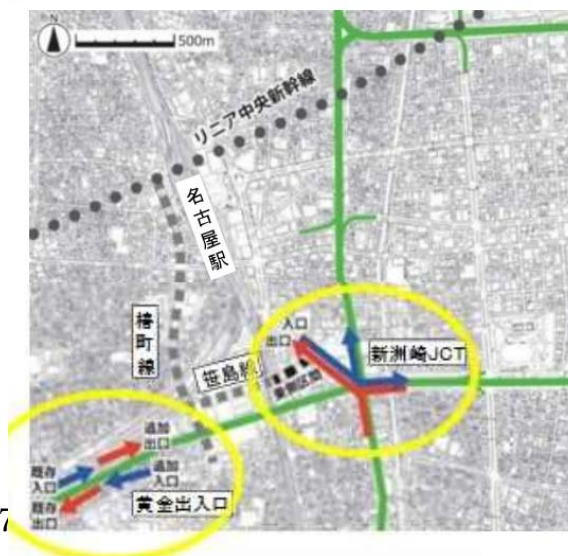 N
500m
リニア中央新幹線
名古屋駅
椿町線
笹島線
入口
出口
新洲崎JCT
追加
出口
既存
入口
追加
入口
既存
出口
黄金出入口
7